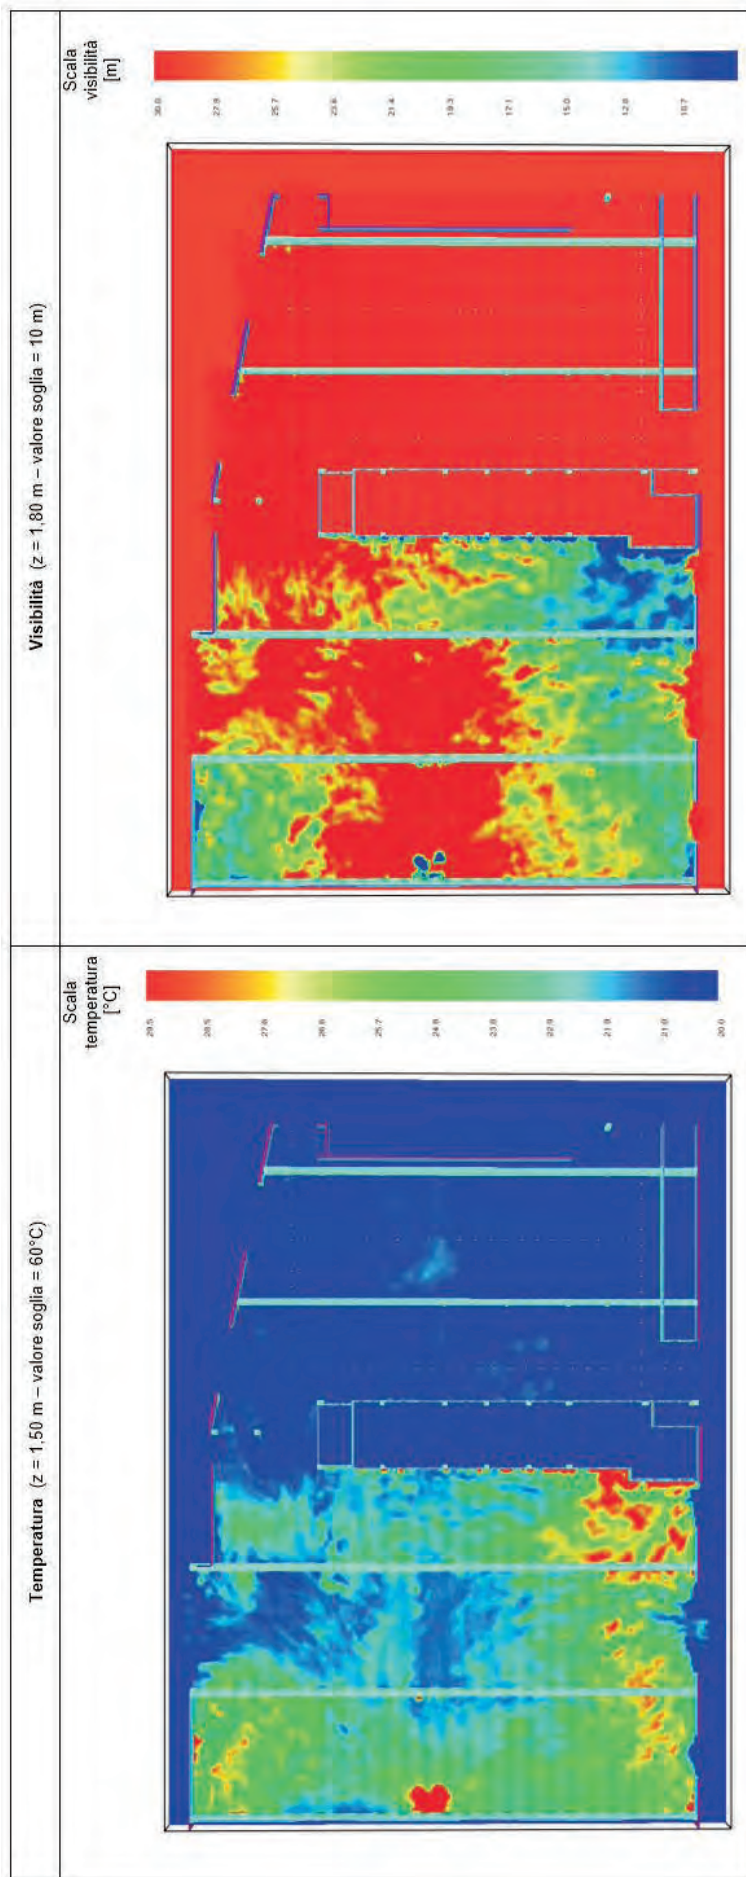 Temperatura (z = 1,50 m – valore soglia = 60°C)
Scala
temperatura
[°C]
29.5
28.5
27.6
26.6
25.7
24.8
23.8
22.9
21.9
21.0
20.0
Visibilità (z = 1,80 m – valore soglia = 10 m)
Scala
visibilità
[m]
30.0
27.9
25.7
23.6
21.4
19.3
17.1
15.0
12.8
10.7